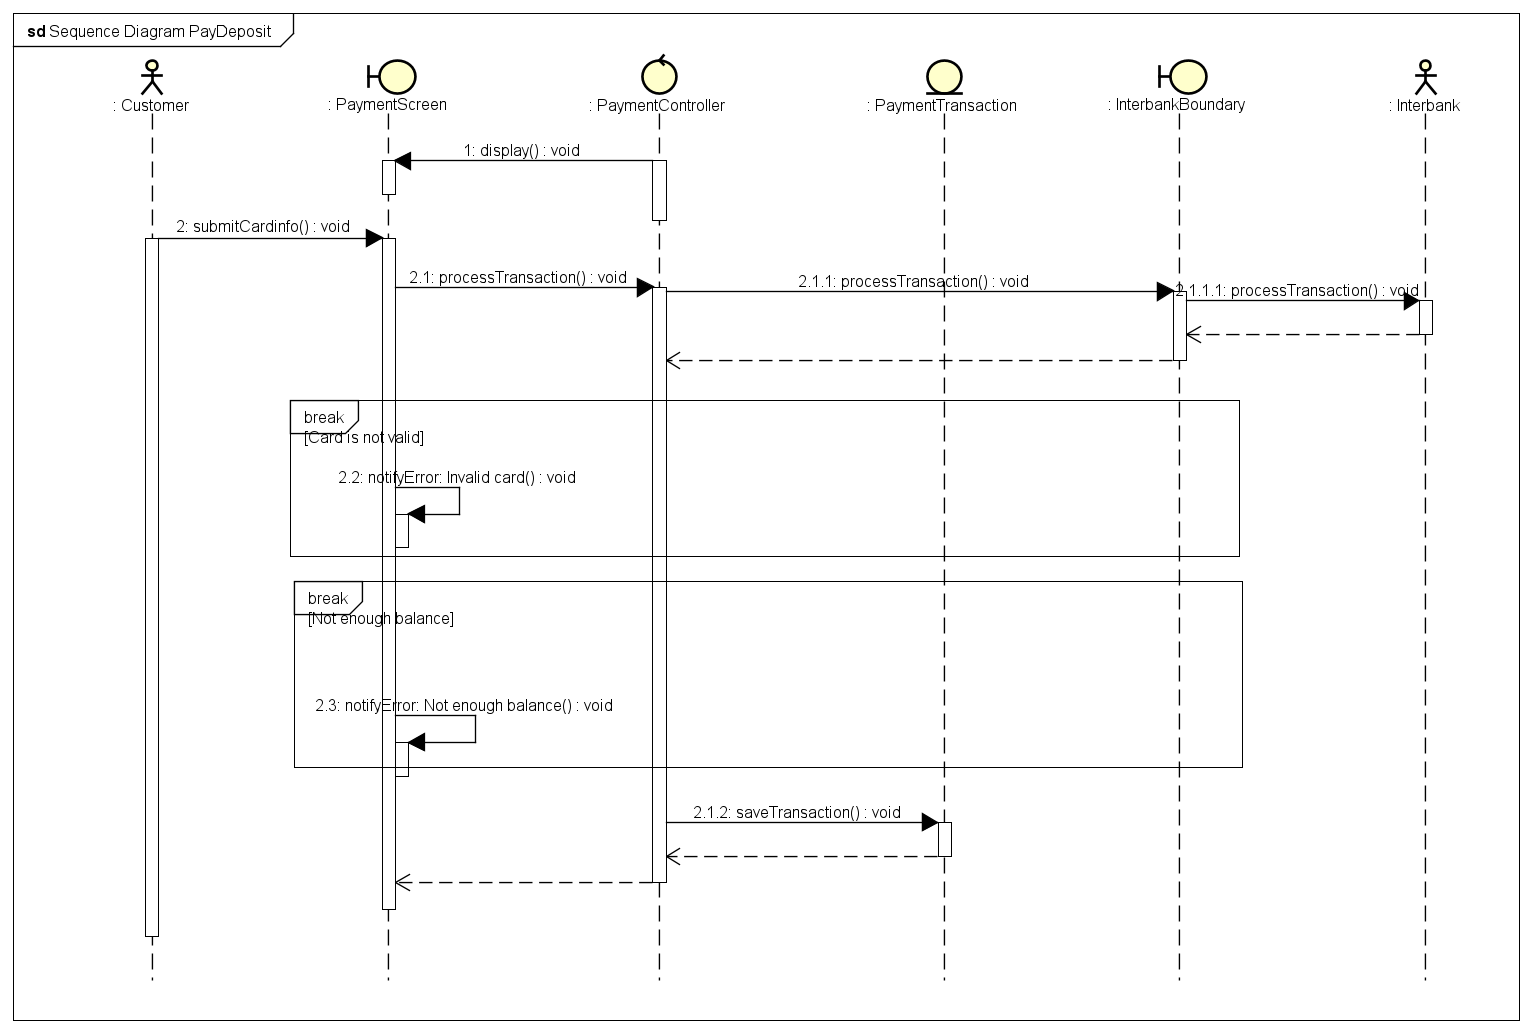 sd Sequence Diagram PayDeposit
: Customer
: PaymentScreen
: PaymentController
: PaymentTransaction
: InterbankBoundary
: Interbank
1: display() : void
2: submitCardinfo() : void
2.1: processTransaction() : void
2.1.1: processTransaction() : void
2.1.1.1: processTransaction() : void
break
[Card is not valid]
2.2: notifyError: Invalid card() : void
break
[Not enough balance]
2.3: notifyError: Not enough balance() : void
2.1.2: saveTransaction() : void